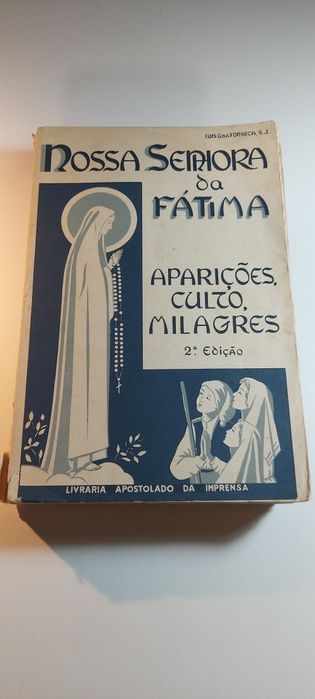 LUIS G. DA FONSECA, S. J.
NOSSA SENHORA
da
FÁTIMA
APARIÇÕES,
CULTO,
MILAGRES
2.ª Edição
LIVRARIA APOSTOLADO DA IMPRENSA